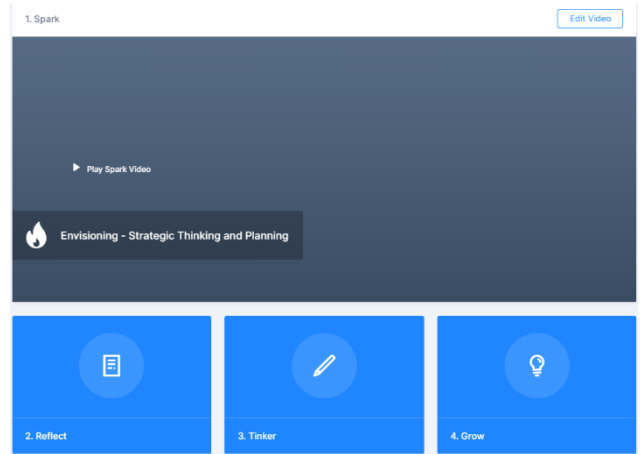 1. Spark
Edit Video
Play Spark Video
Envisioning - Strategic Thinking and Planning
2. Reflect
3. Tinker
4. Grow